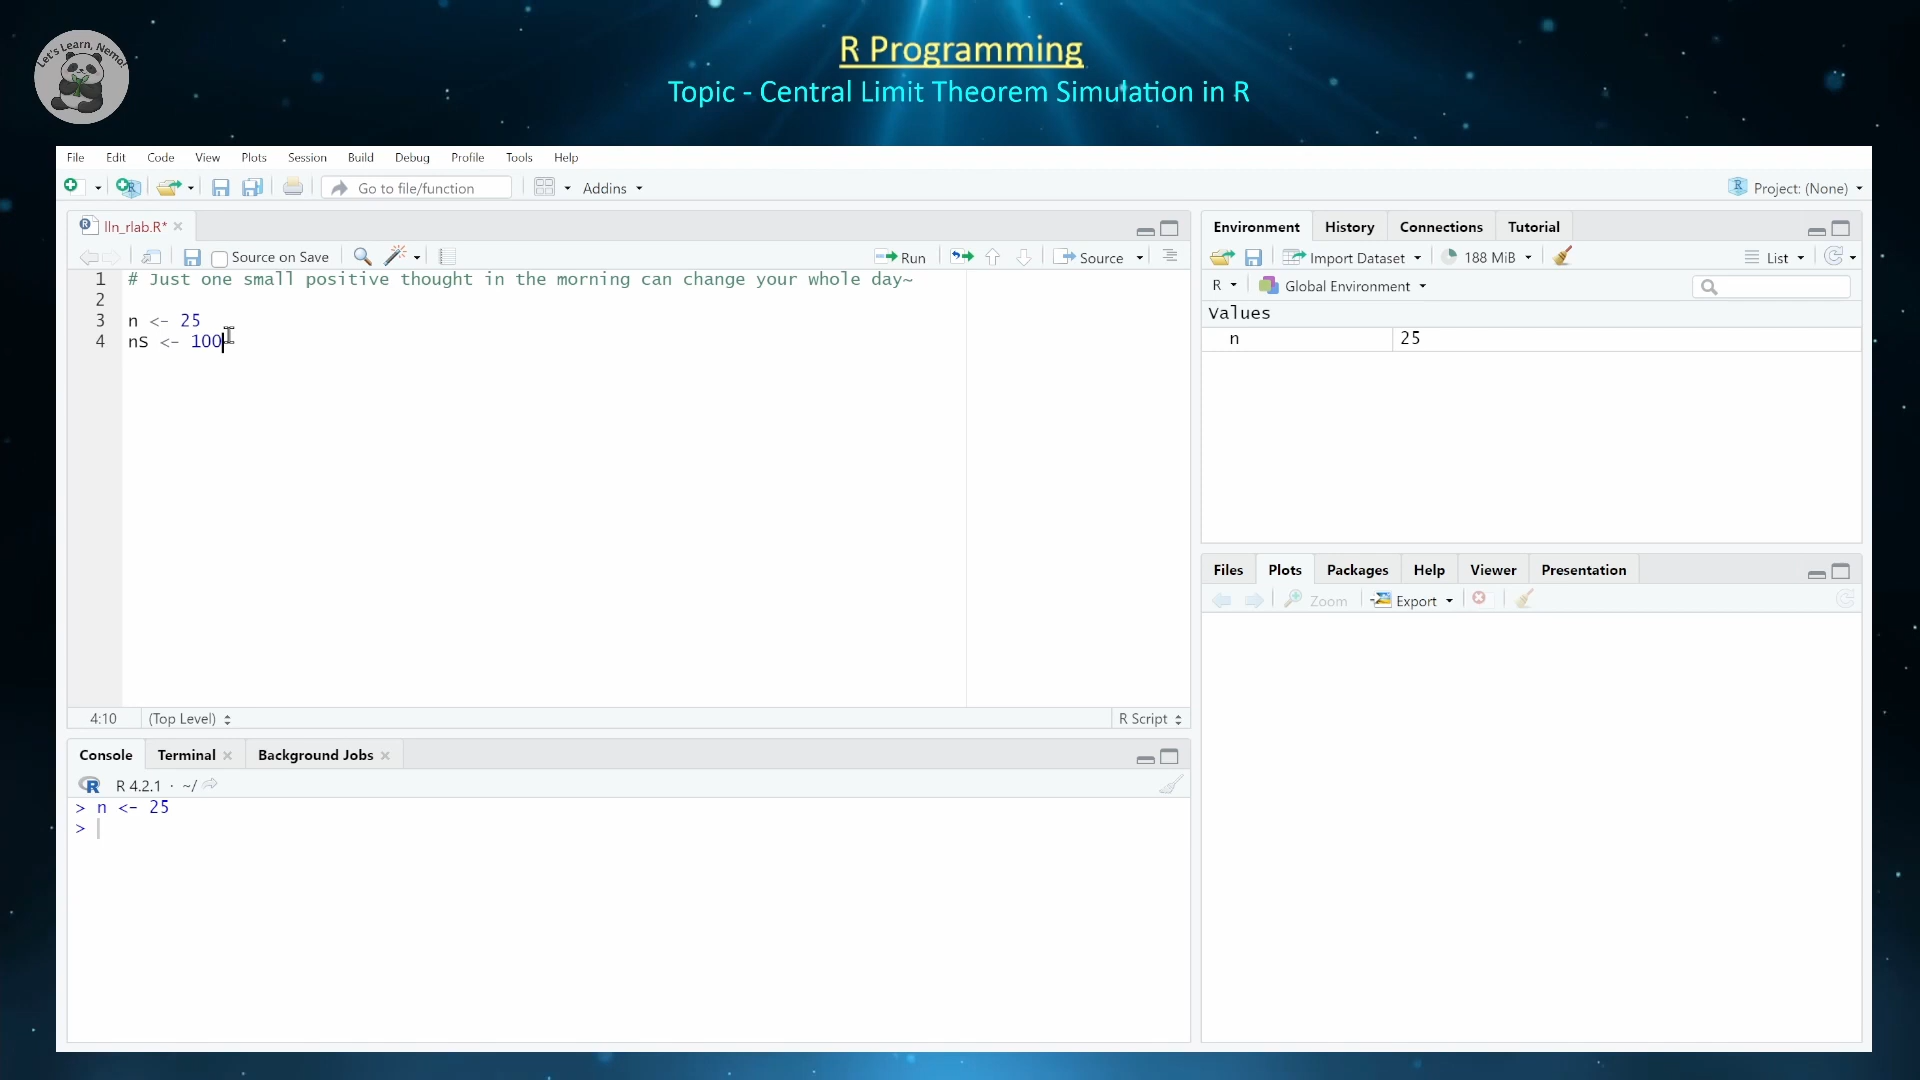 Let's Learn, Nemo!
R Programming
Topic - Central Limit Theorem Simulation in R
File Edit Code View Plots Session Build Debug Profile Tools Help
Go to file/function Addins Project: (None)
lln_rlab.R*
Source on Save Run Source
1 # Just one small positive thought in the morning can change your whole day~
2
3 n <- 25
4 nS <- 100
4:10 (Top Level) R Script
Console Terminal Background Jobs
R 4.2.1 · ~/
> n <- 25
>
Environment History Connections Tutorial
Import Dataset 188 MiB List
R Global Environment
Values
n 25
Files Plots Packages Help Viewer Presentation
Zoom Export